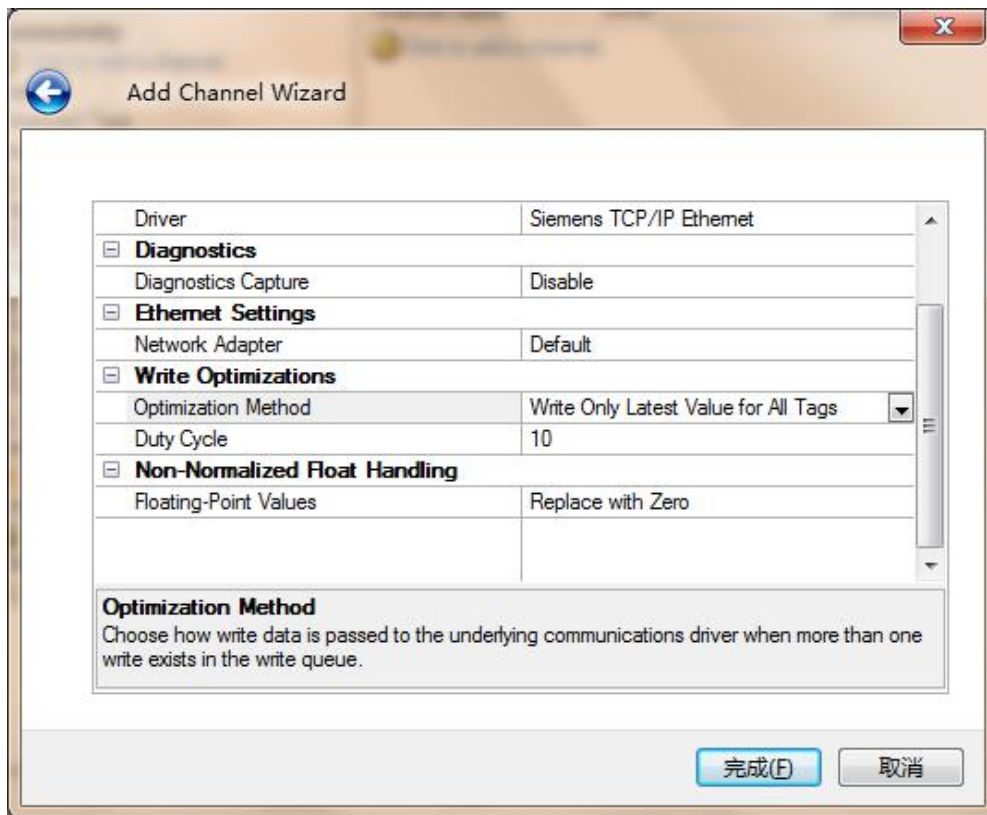 Add Channel Wizard
Driver Siemens TCP/IP Ethernet
Diagnostics
Diagnostics Capture Disable
Ethernet Settings
Network Adapter Default
Write Optimizations
Optimization Method Write Only Latest Value for All Tags
Duty Cycle 10
Non-Normalized Float Handling
Floating-Point Values Replace with Zero
Optimization Method
Choose how write data is passed to the underlying communications driver when more than one
write exists in the write queue.
完成(F) 取消